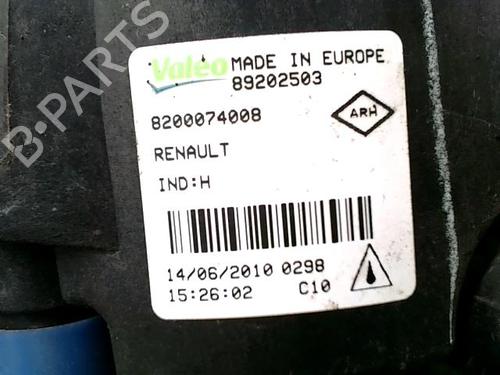 Valeo MADE IN EUROPE
89202503
8200074008
ARH
RENAULT
IND:H
14/06/2010 0298
15:26:02 C10
B-PARTS